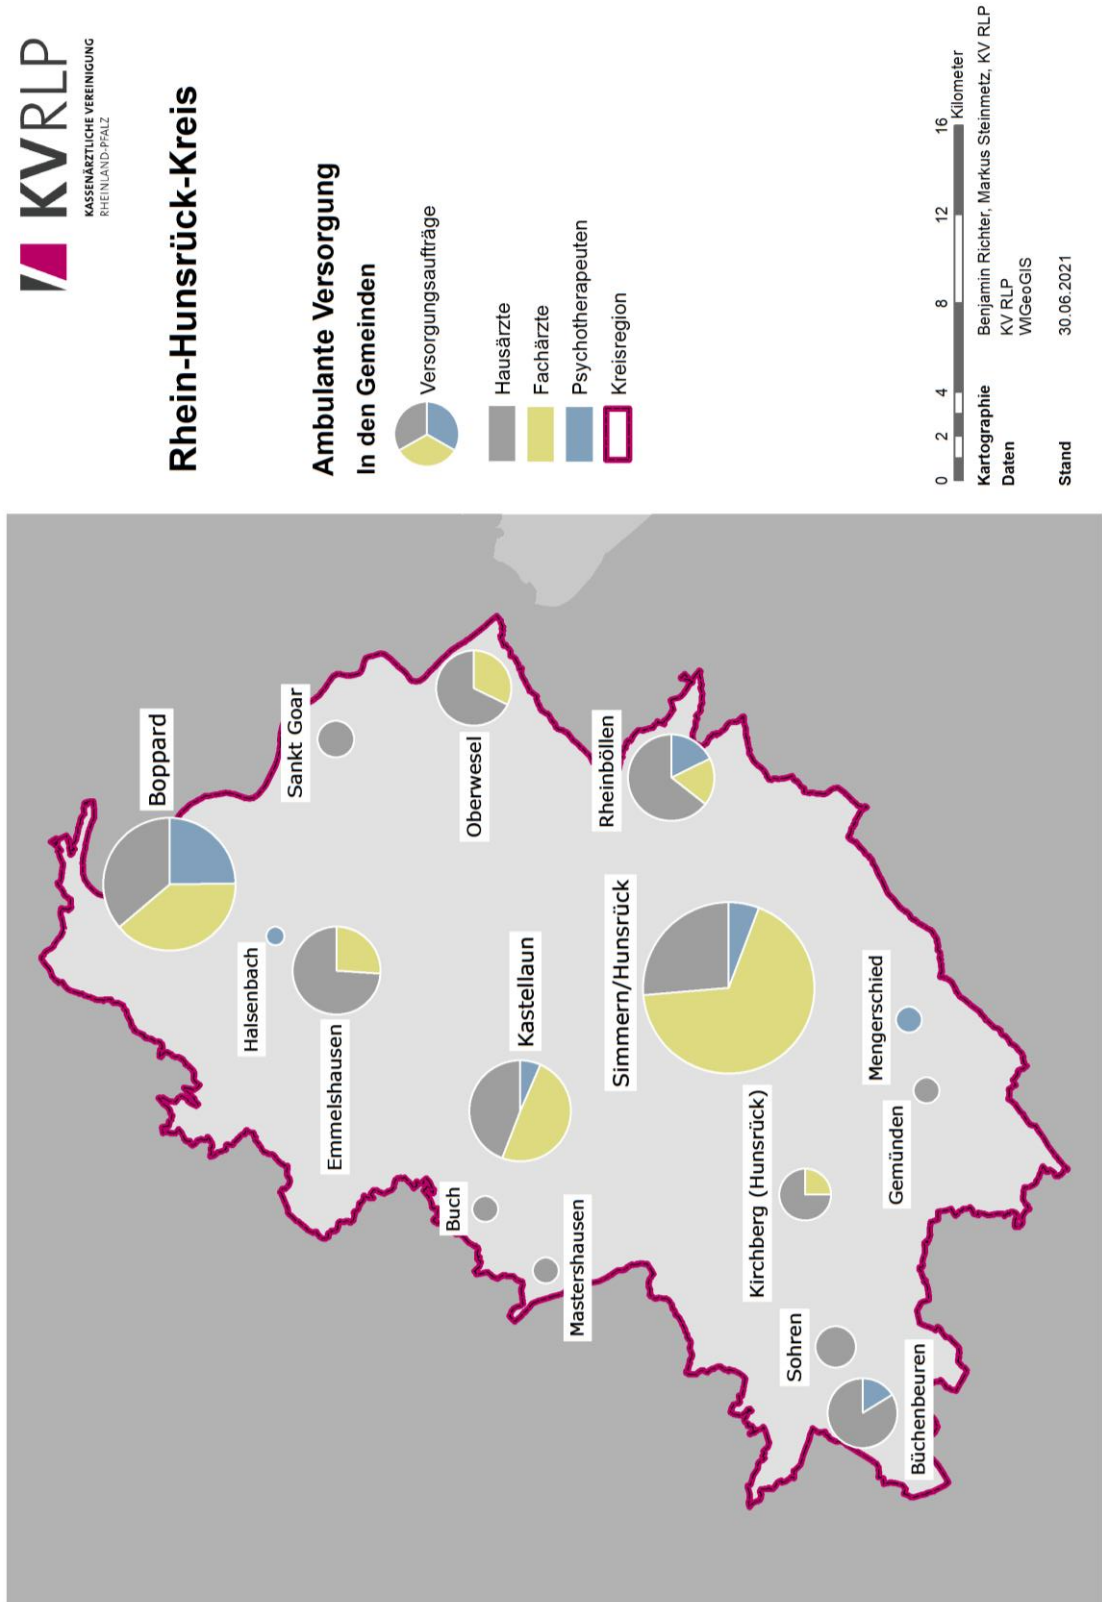 KVRLP
KASSENÄRZTLICHE VEREINIGUNG
RHEINLAND-PFALZ
Rhein-Hunsrück-Kreis
Ambulante Versorgung
In den Gemeinden
Versorgungsaufträge
Hausärzte
Fachärzte
Psychotherapeuten
Kreisregion
0 2 4 8 12 16
Kilometer
Kartographie Benjamin Richter, Markus Steinmetz, KV RLP
Daten KV RLP
WIGeoGIS
Stand 30.06.2021
Boppard
Halsenbach
Sankt Goar
Emmelshausen
Oberwesel
Buch
Kastellaun
Mastershausen
Rheinböllen
Simmern/Hunsrück
Kirchberg (Hunsrück)
Sohren
Mengerschied
Gemünden
Büchenbeuren